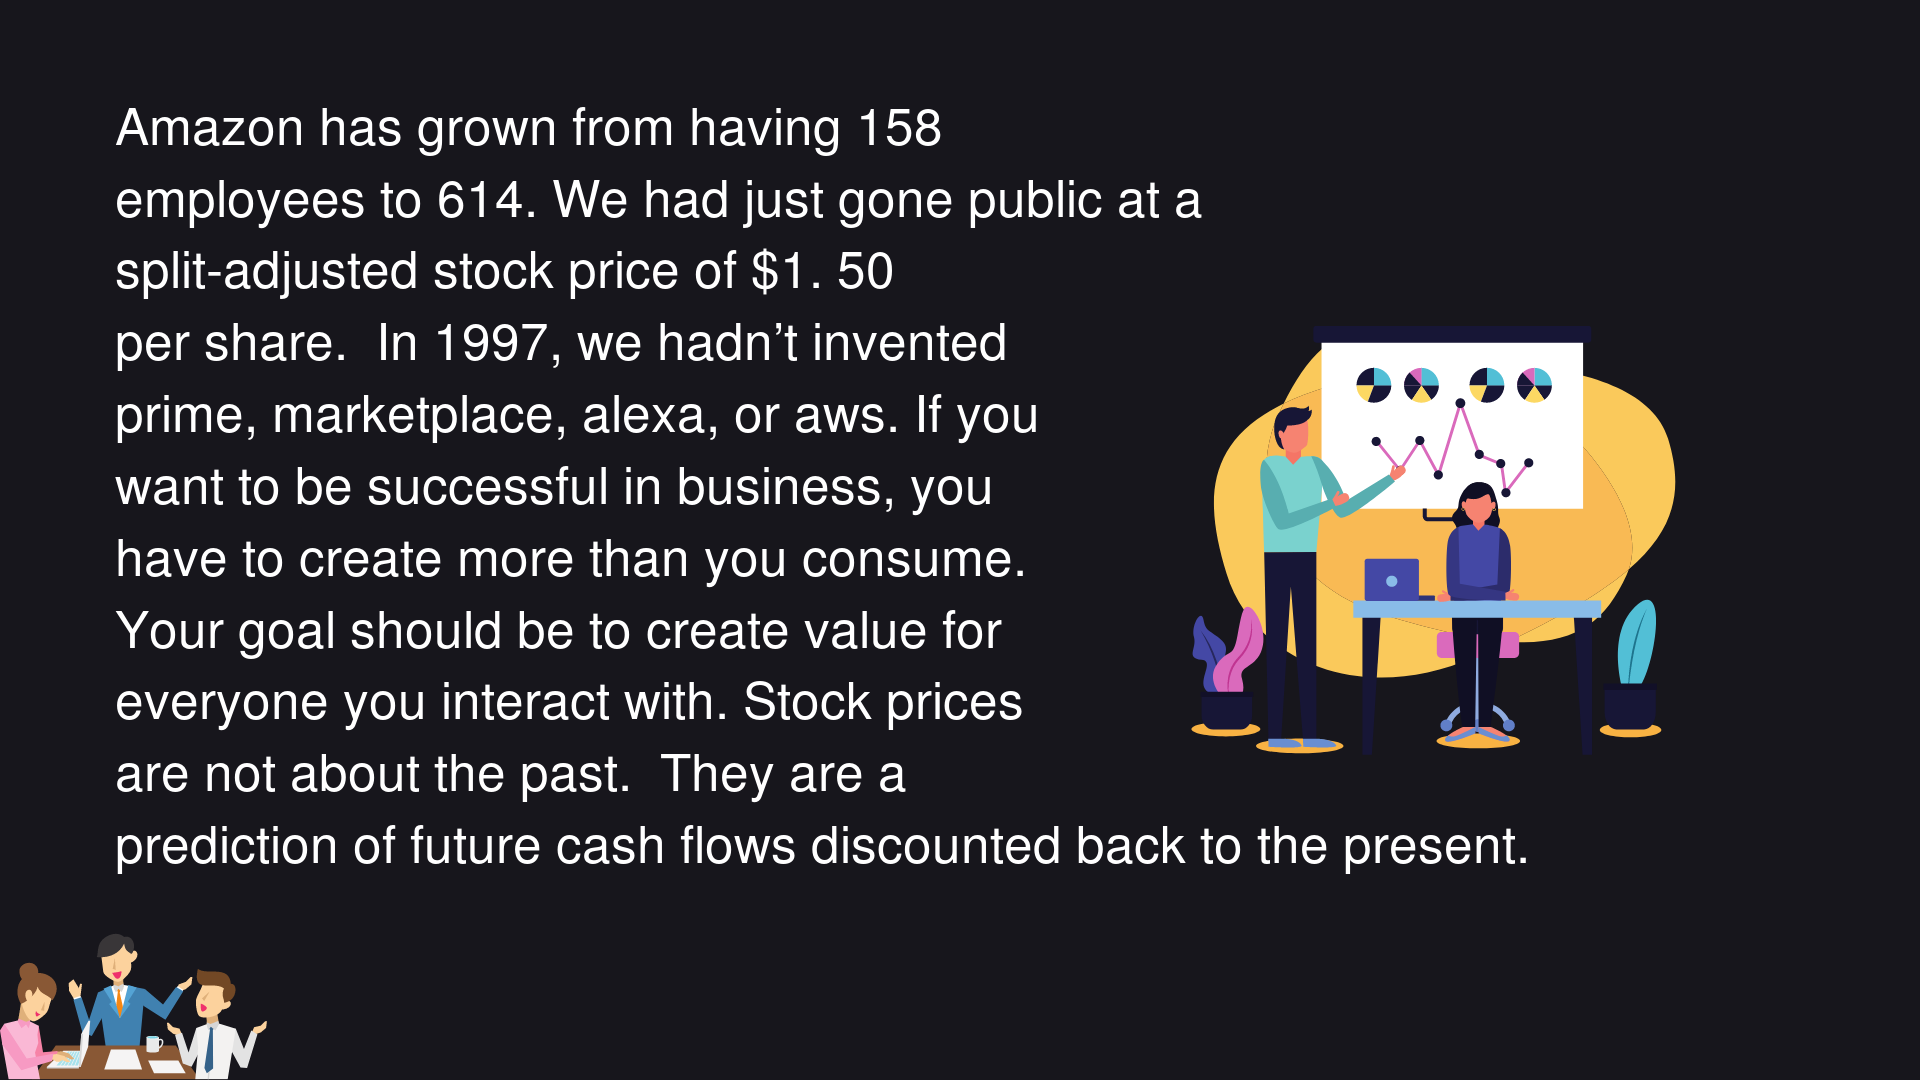 Amazon has grown from having 158
employees to 614. We had just gone public at a
split-adjusted stock price of $1. 50
per share.  In 1997, we hadn’t invented
prime, marketplace, alexa, or aws. If you
want to be successful in business, you
have to create more than you consume.
Your goal should be to create value for
everyone you interact with. Stock prices
are not about the past.  They are a
prediction of future cash flows discounted back to the present.